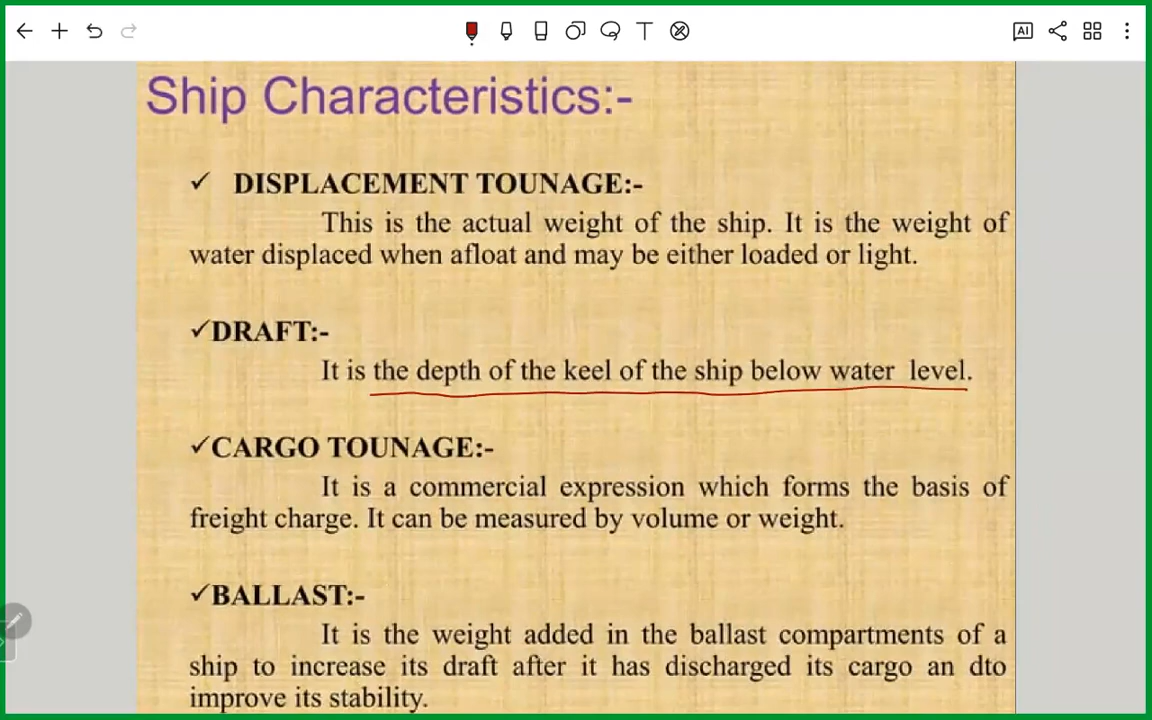 T
AI
Ship Characteristics:-
✓ DISPLACEMENT TOUNAGE:-
This is the actual weight of the ship. It is the weight of
water displaced when afloat and may be either loaded or light.
✓DRAFT:-
It is the depth of the keel of the ship below water level.
✓CARGO TOUNAGE:-
It is a commercial expression which forms the basis of
freight charge. It can be measured by volume or weight.
✓BALLAST:-
It is the weight added in the ballast compartments of a
ship to increase its draft after it has discharged its cargo an dto
improve its stability.